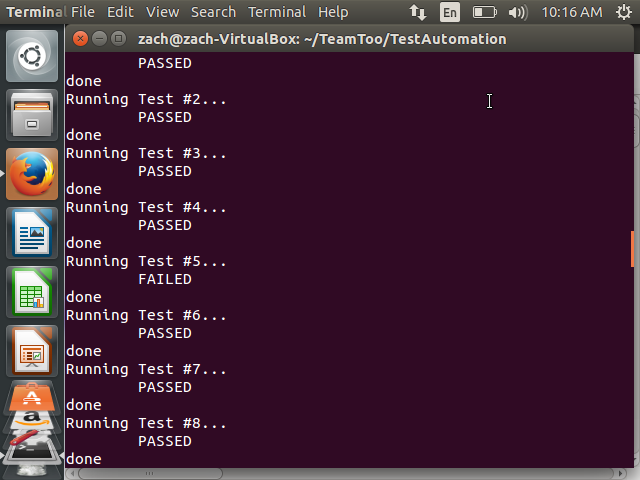 Terminal File Edit View Search Terminal Help En 10:16 AM
zach@zach-VirtualBox: ~/TeamToo/TestAutomation
PASSED
done
Running Test #2...
PASSED
done
Running Test #3...
PASSED
done
Running Test #4...
PASSED
done
Running Test #5...
FAILED
done
Running Test #6...
PASSED
done
Running Test #7...
PASSED
done
Running Test #8...
PASSED
done